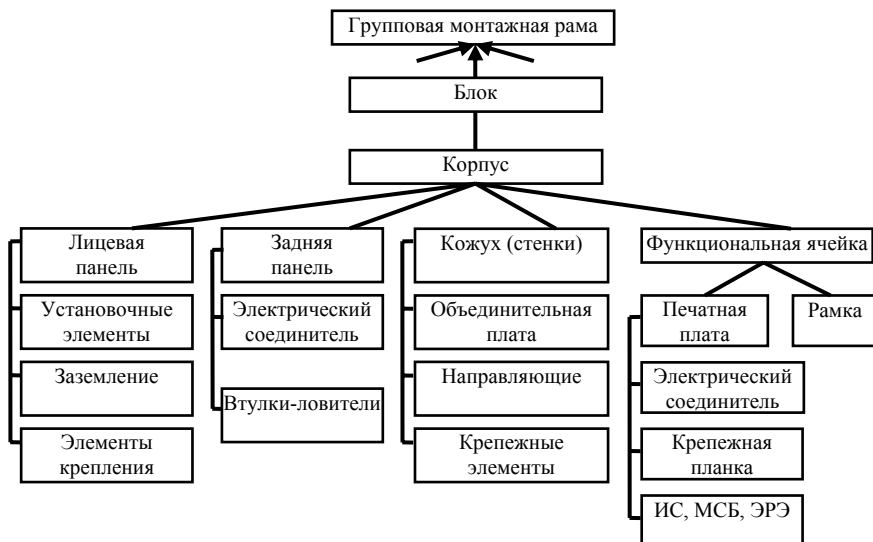 Групповая монтажная рама
Блок
Корпус
Лицевая
панель
Установочные
элементы
Заземление
Элементы
крепления
Задняя
панель
Электрический
соединитель
Втулки-ловители
Кожух (стенки)
Объединительная
плата
Направляющие
Крепежные
элементы
Функциональная ячейка
Печатная
плата
Рамка
Электрический
соединитель
Крепежная
планка
ИС, МСБ, ЭРЭ